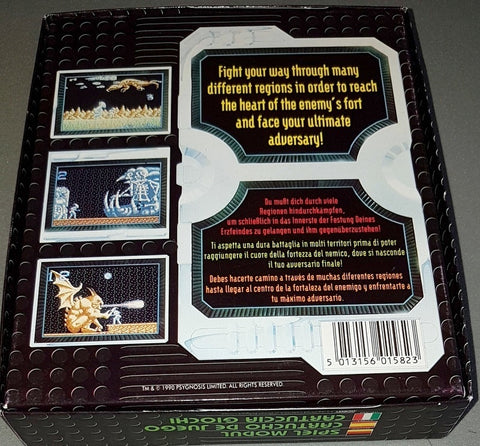 Fight your way through many
different regions in order to reach
the heart of the enemy's fort
and face your ultimate
adversary!
Du mußt dich durch viele
Regionen hindurchkämpfen,
um schließlich in das Innerste der Festung Deines
Erzfeindes zu gelangen und ihm gegenüberzustehen!
Ti aspetta una dura battaglia in molti territori prima di poter
raggiungere il cuore della fortezza del nemico, dove si nasconde
il tuo avversario finale!
Debes hacerte camino a través de muchas diferentes regiones
hasta llegar al centro de la fortaleza del enemigo y enfrentarte a
tu máximo adversario.
5 013156 015823
TM & © 1990 PSYGNOSIS LIMITED. ALL RIGHTS RESERVED.
SPIEL MODUL
CARTUCHO DE JUEGO
CARTUCCIA GIOCHI